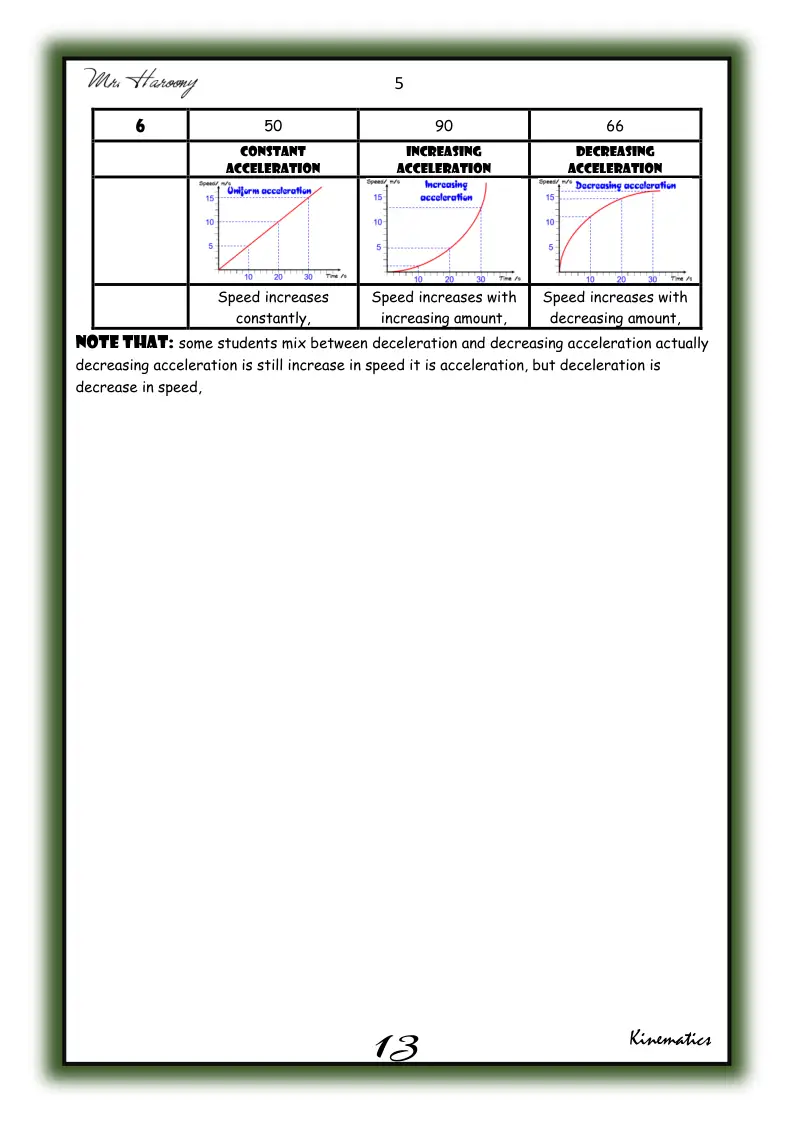 Mr. Haroony
5
6 50 90 66
CONSTANT ACCELERATION INCREASING ACCELERATION DECREASING ACCELERATION
Speed/ m/s
Uniform acceleration
15
10
5
10 20 30 Time /s
Speed/ m/s
Increasing
acceleration
15
10
5
10 20 30 Time /s
Speed/ m/s
Decreasing acceleration
15
10
5
10 20 30 Time /s
Speed increases
constantly,
Speed increases with
increasing amount,
Speed increases with
decreasing amount,
NOTE THAT: some students mix between deceleration and decreasing acceleration actually
decreasing acceleration is still increase in speed it is acceleration, but deceleration is
decrease in speed,
13
Kinematics